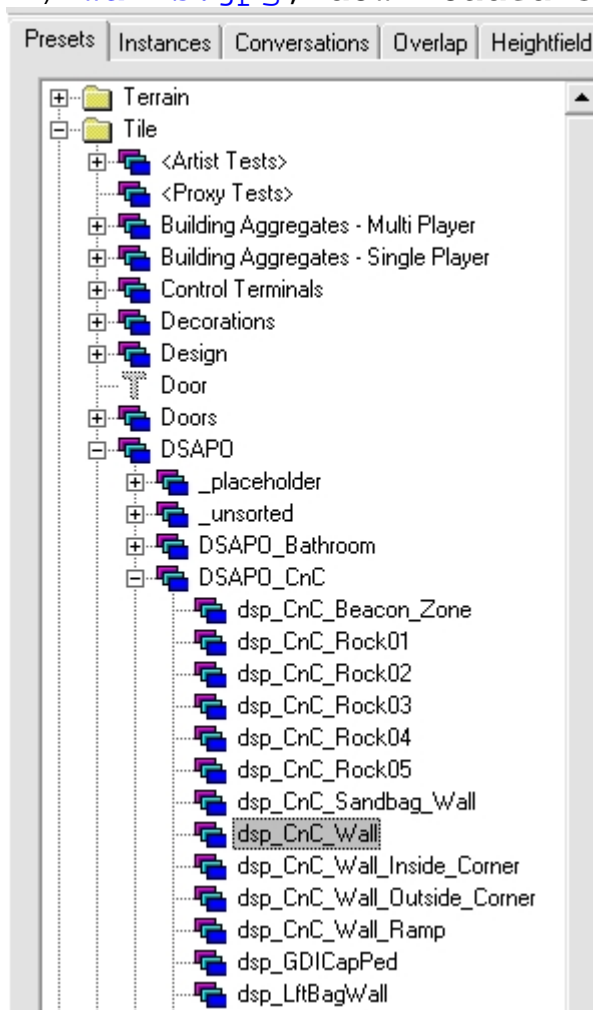 Presets Instances Conversations Overlap Heightfield
Terrain
Tile
<Artist Tests>
<Proxy Tests>
Building Aggregates - Multi Player
Building Aggregates - Single Player
Control Terminals
Decorations
Design
Door
Doors
DSAPO
_placeholder
_unsorted
DSAPO_Bathroom
DSAPO_CnC
dsp_CnC_Beacon_Zone
dsp_CnC_Rock01
dsp_CnC_Rock02
dsp_CnC_Rock03
dsp_CnC_Rock04
dsp_CnC_Rock05
dsp_CnC_Sandbag_Wall
dsp_CnC_Wall
dsp_CnC_Wall_Inside_Corner
dsp_CnC_Wall_Outside_Corner
dsp_CnC_Wall_Ramp
dsp_GDICapPed
dsp_LftBagWall